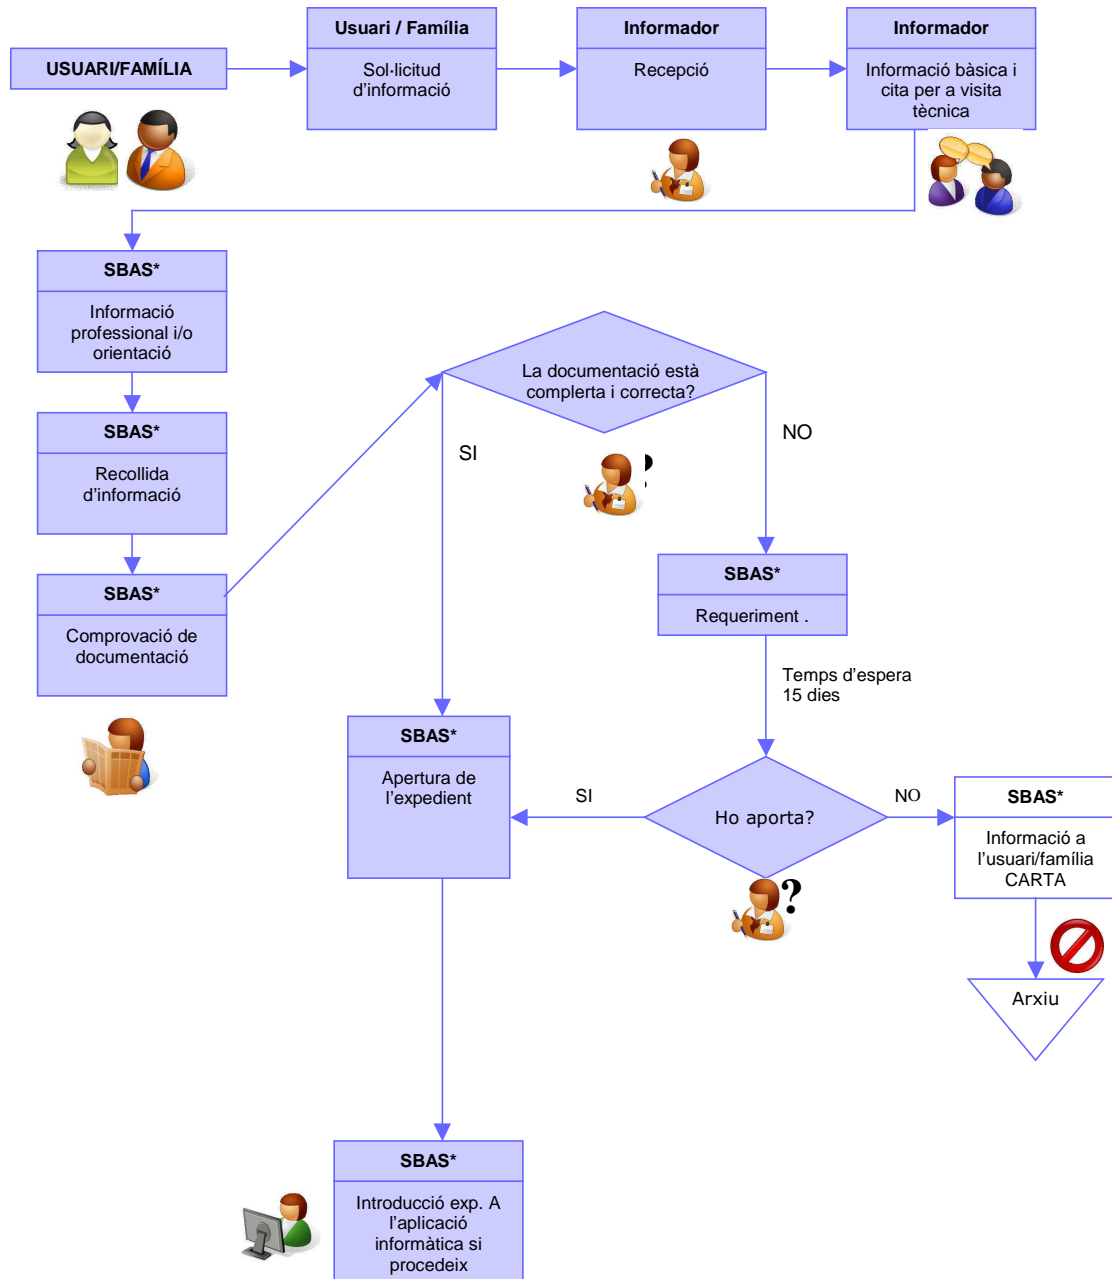 USUARI/FAMÍLIA
Usuari / Família
Sol·licitud
d'informació
Informador
Recepció
Informador
Informació bàsica i
cita per a visita
tècnica
SBAS*
Informació
professional i/o
orientació
SBAS*
Recollida
d'informació
SBAS*
Comprovació de
documentació
La documentació està
complerta i correcta?
SI
NO
?
SBAS*
Requeriment .
Temps d'espera
15 dies
SBAS*
Apertura de
l'expedient
SI
Ho aporta?
NO
?
SBAS*
Informació a
l'usuari/família
CARTA
Arxiu
SBAS*
Introducció exp. A
l'aplicació
informàtica si
procedeix